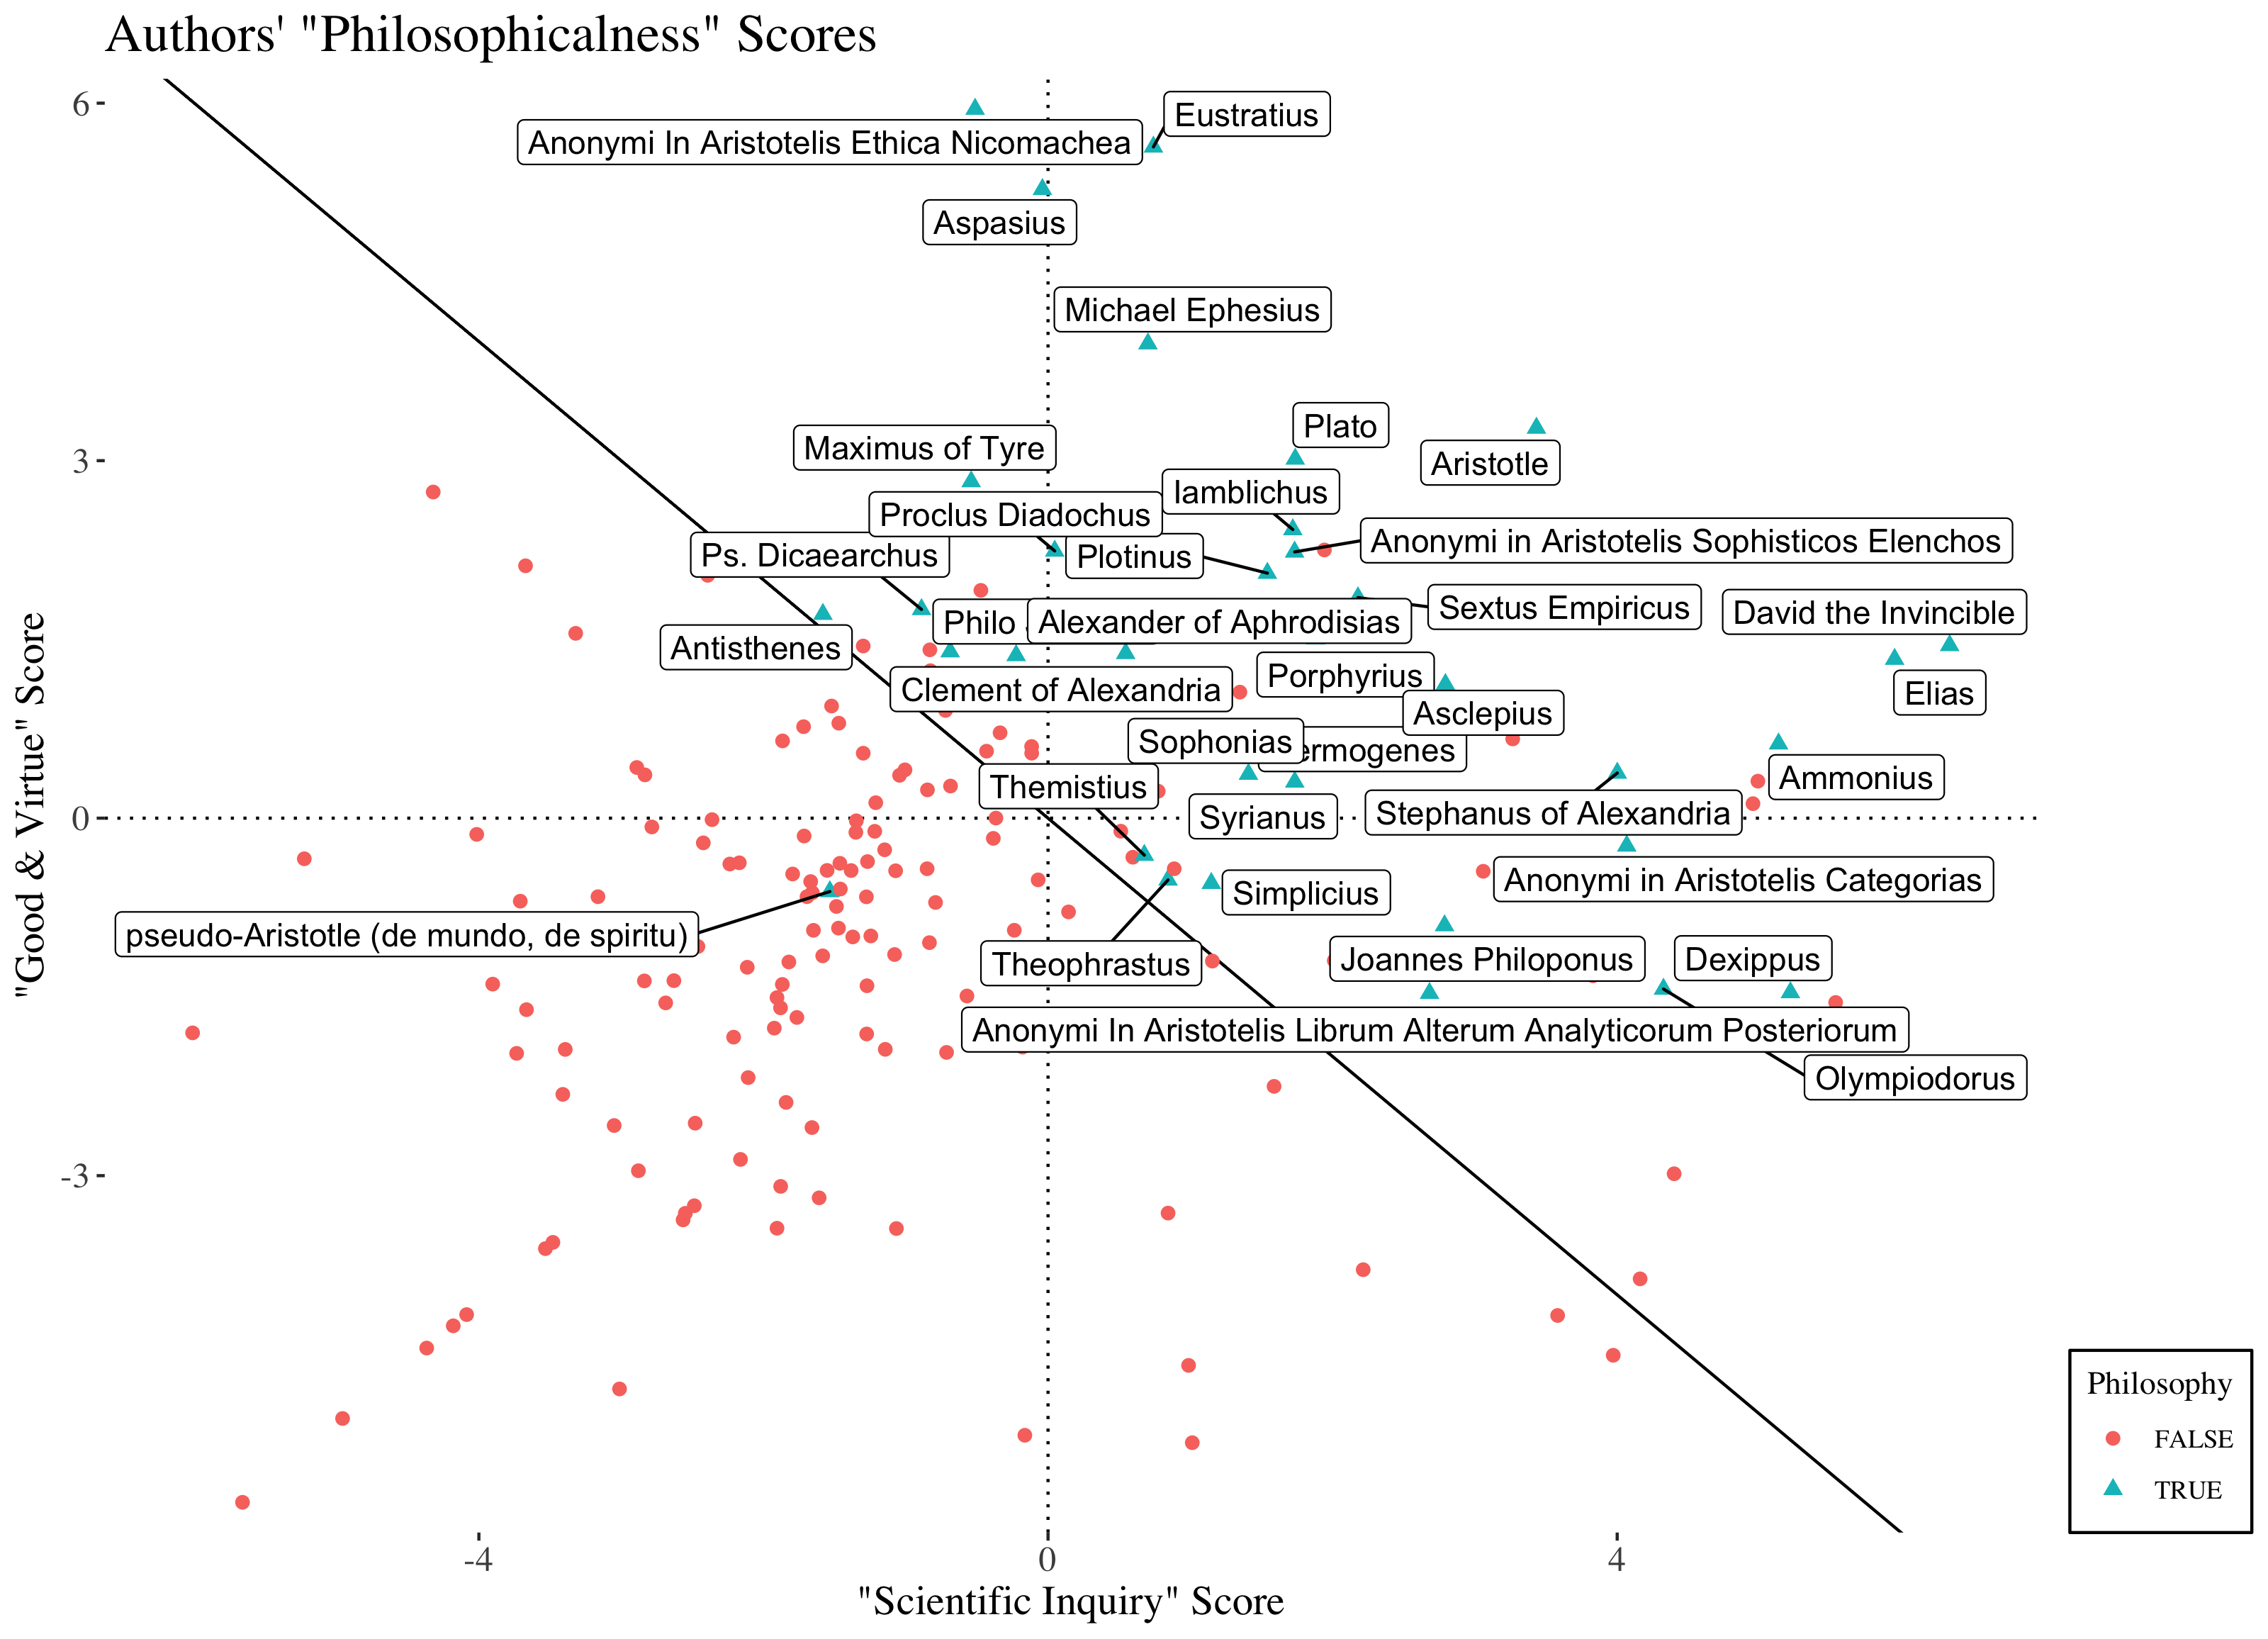 Authors' "Philosophicalness" Scores
6
Eustratius
Anonymi In Aristotelis Ethica Nicomachea
Aspasius
Michael Ephesius
Plato
Maximus of Tyre
3
Aristotle
Iamblichus
Proclus Diadochus
Anonymi in Aristotelis Sophisticos Elenchos
Ps. Dicaearchus
Plotinus
Sextus Empiricus
David the Invincible
Philo
Alexander of Aphrodisias
Antisthenes
Porphyrius
Clement of Alexandria
Elias
Asclepius
Sophonias
ermogenes
Ammonius
Themistius
Stephanus of Alexandria
Syrianus
0
Anonymi in Aristotelis Categorias
Simplicius
pseudo-Aristotle (de mundo, de spiritu)
Theophrastus
Joannes Philoponus
Dexippus
Anonymi In Aristotelis Librum Alterum Analyticorum Posteriorum
Olympiodorus
-3
"Good & Virtue" Score
-4
0
4
"Scientific Inquiry" Score
Philosophy
FALSE
TRUE